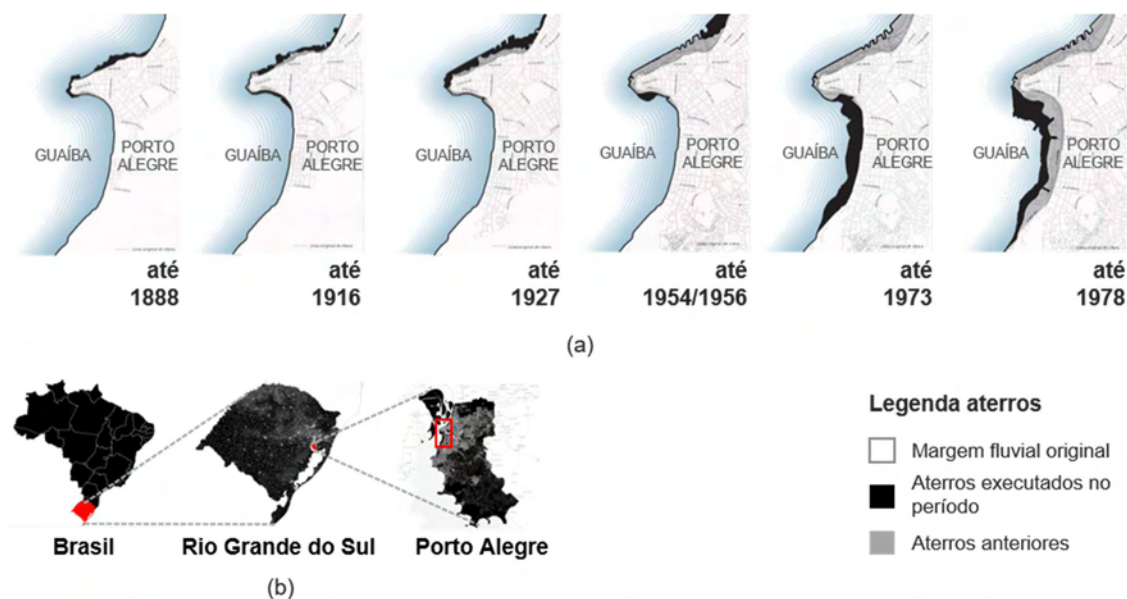 GUAÍBA
PORTO
ALEGRE
até
1888
GUAÍBA
PORTO
ALEGRE
até
1916
GUAÍBA
PORTO
ALEGRE
até
1927
GUAÍBA
PORTO
ALEGRE
até
1954/1956
GUAÍBA
PORTO
ALEGRE
até
1973
GUAÍBA
PORTO
ALEGRE
até
1978
(a)
Brasil
Rio Grande do Sul
Porto Alegre
(b)
Legenda aterros
Margem fluvial original
Aterros executados no
período
Aterros anteriores